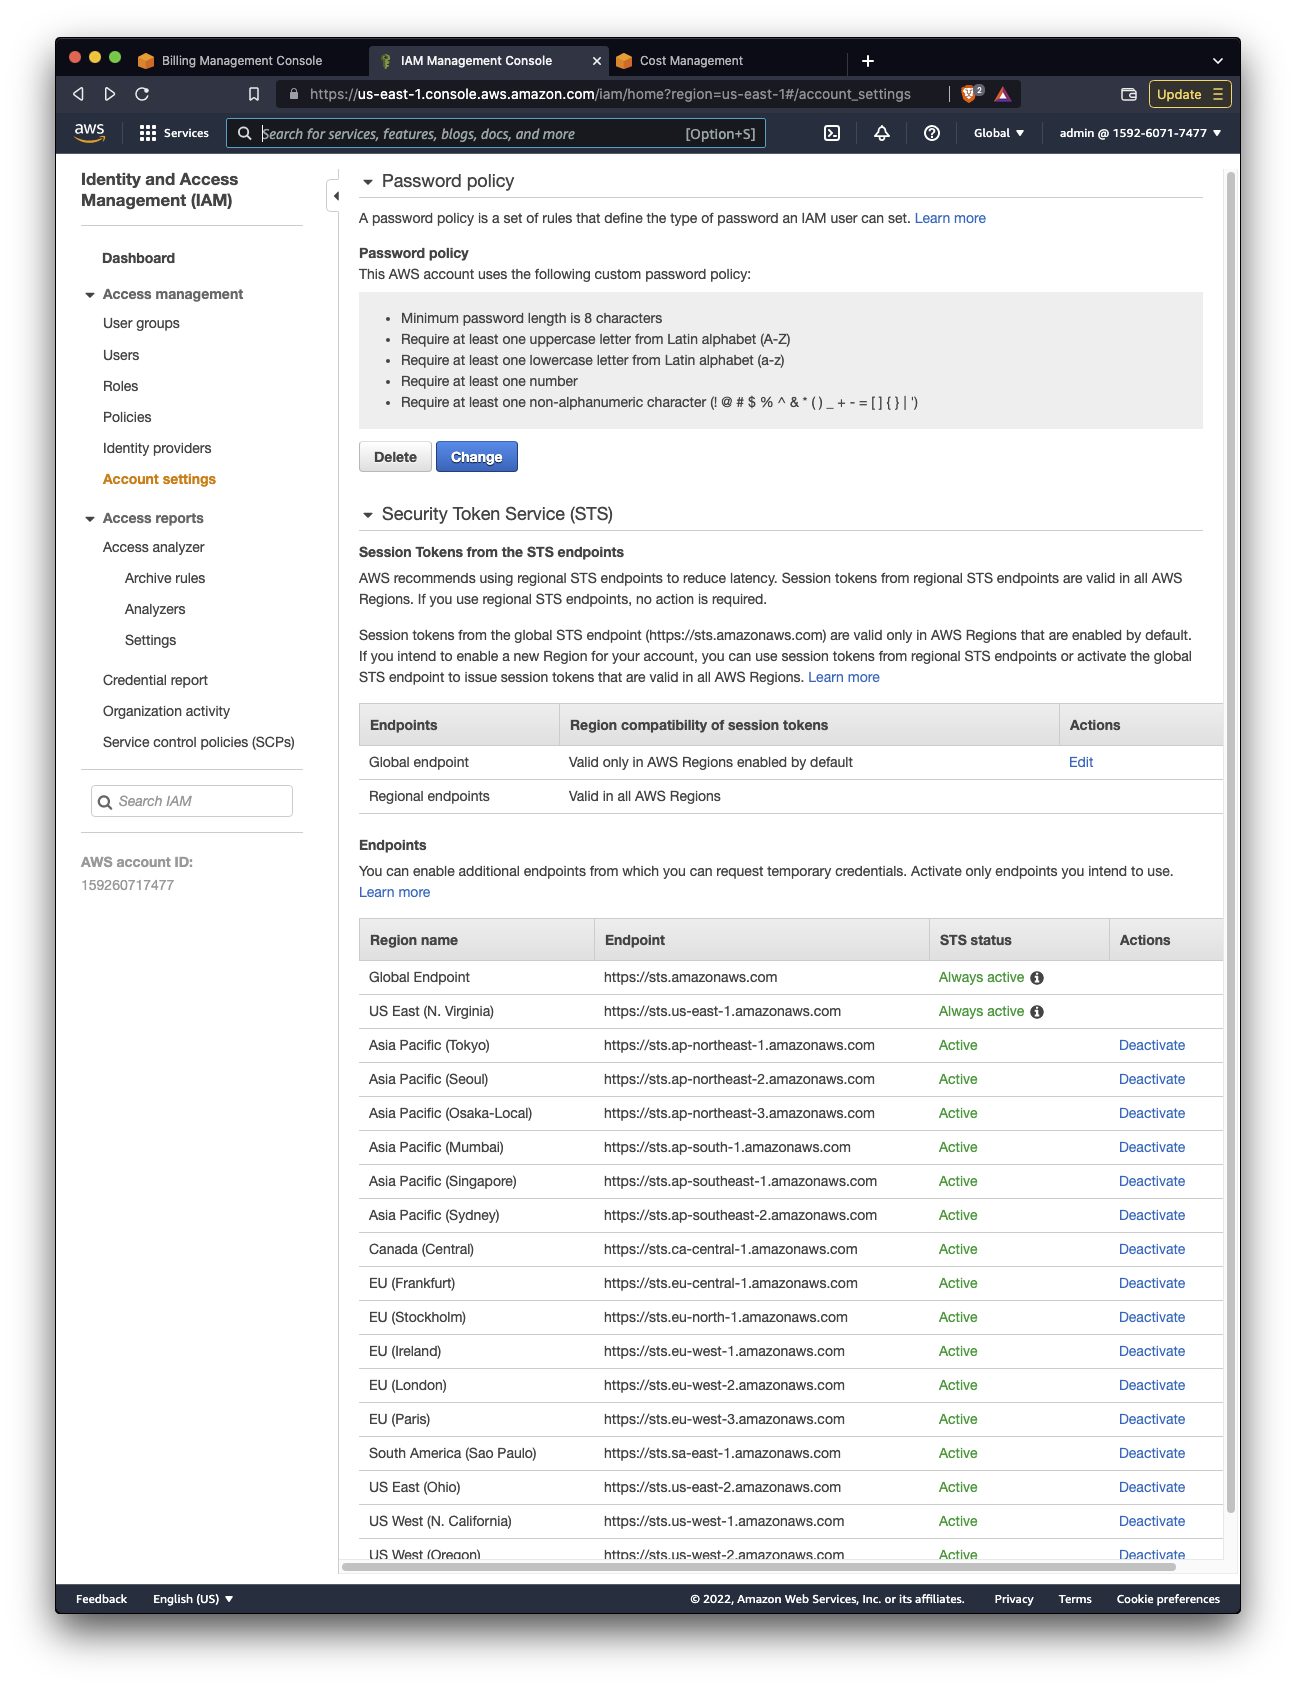 Billing Management Console
IAM Management Console
Cost Management
https://us-east-1.console.aws.amazon.com/iam/home?region=us-east-1#/account_settings
2
Update
aws
Services
Search for services, features, blogs, docs, and more
[Option+S]
Global
admin @ 1592-6071-7477
Identity and Access
Management (IAM)
Dashboard
Access management
User groups
Users
Roles
Policies
Identity providers
Account settings
Access reports
Access analyzer
Archive rules
Analyzers
Settings
Credential report
Organization activity
Service control policies (SCPs)
Search IAM
AWS account ID:
159260717477
Password policy
A password policy is a set of rules that define the type of password an IAM user can set. Learn more
Password policy
This AWS account uses the following custom password policy:
• Minimum password length is 8 characters
• Require at least one uppercase letter from Latin alphabet (A-Z)
• Require at least one lowercase letter from Latin alphabet (a-z)
• Require at least one number
• Require at least one non-alphanumeric character (! @ # $ % ^ & * ( ) _ + - = [ ] { } | ')
Delete
Change
Security Token Service (STS)
Session Tokens from the STS endpoints
AWS recommends using regional STS endpoints to reduce latency. Session tokens from regional STS endpoints are valid in all AWS
Regions. If you use regional STS endpoints, no action is required.
Session tokens from the global STS endpoint (https://sts.amazonaws.com) are valid only in AWS Regions that are enabled by default.
If you intend to enable a new Region for your account, you can use session tokens from regional STS endpoints or activate the global
STS endpoint to issue session tokens that are valid in all AWS Regions. Learn more
Endpoints Region compatibility of session tokens Actions
Global endpoint Valid only in AWS Regions enabled by default Edit
Regional endpoints Valid in all AWS Regions
Endpoints
You can enable additional endpoints from which you can request temporary credentials. Activate only endpoints you intend to use.
Learn more
Region name Endpoint STS status Actions
Global Endpoint https://sts.amazonaws.com Always active
US East (N. Virginia) https://sts.us-east-1.amazonaws.com Always active
Asia Pacific (Tokyo) https://sts.ap-northeast-1.amazonaws.com Active Deactivate
Asia Pacific (Seoul) https://sts.ap-northeast-2.amazonaws.com Active Deactivate
Asia Pacific (Osaka-Local) https://sts.ap-northeast-3.amazonaws.com Active Deactivate
Asia Pacific (Mumbai) https://sts.ap-south-1.amazonaws.com Active Deactivate
Asia Pacific (Singapore) https://sts.ap-southeast-1.amazonaws.com Active Deactivate
Asia Pacific (Sydney) https://sts.ap-southeast-2.amazonaws.com Active Deactivate
Canada (Central) https://sts.ca-central-1.amazonaws.com Active Deactivate
EU (Frankfurt) https://sts.eu-central-1.amazonaws.com Active Deactivate
EU (Stockholm) https://sts.eu-north-1.amazonaws.com Active Deactivate
EU (Ireland) https://sts.eu-west-1.amazonaws.com Active Deactivate
EU (London) https://sts.eu-west-2.amazonaws.com Active Deactivate
EU (Paris) https://sts.eu-west-3.amazonaws.com Active Deactivate
South America (Sao Paulo) https://sts.sa-east-1.amazonaws.com Active Deactivate
US East (Ohio) https://sts.us-east-2.amazonaws.com Active Deactivate
US West (N. California) https://sts.us-west-1.amazonaws.com Active Deactivate
US West (Oregon) https://sts.us-west-2.amazonaws.com Active Deactivate
Feedback
English (US)
© 2022, Amazon Web Services, Inc. or its affiliates.
Privacy
Terms
Cookie preferences